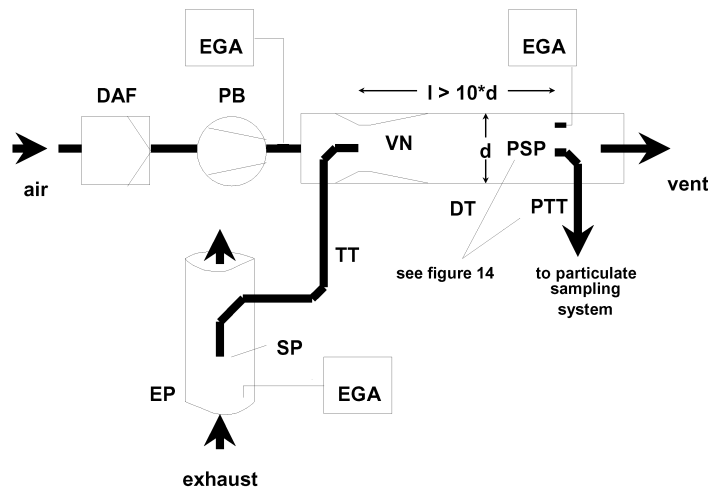 EGA
EGA
DAF
PB
l > 10*d
VN
d
PSP
air
vent
DT
PTT
TT
see figure 14
to particulate
sampling
system
SP
EP
EGA
exhaust